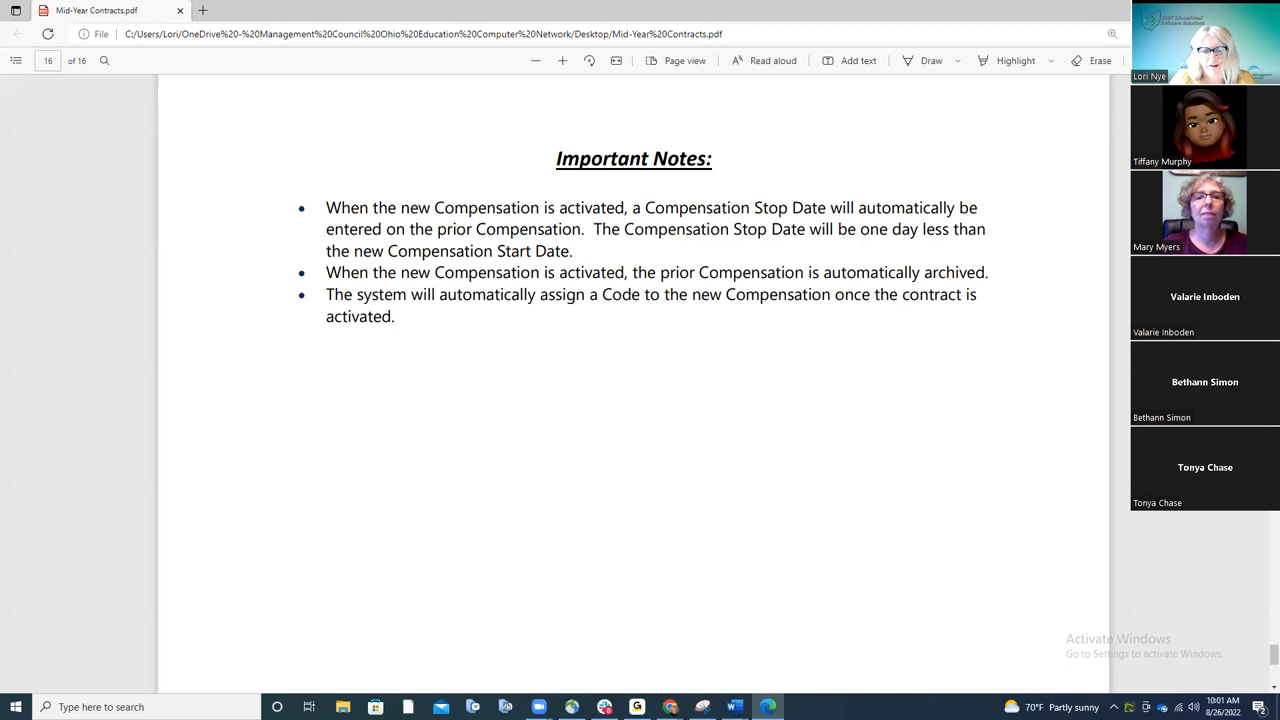 Mid-Year Contracts.pdf
File
C:/Users/Lori/OneDrive%20-%20Management%20Council%20Ohio%20Education%20Computer%20Network/Desktop/Mid-Year%20Contracts.pdf
16 of 16
Page view
Read aloud
Add text
Draw
Highlight
Erase
Important Notes:
• When the new Compensation is activated, a Compensation Stop Date will automatically be
entered on the prior Compensation. The Compensation Stop Date will be one day less than
the new Compensation Start Date.
• When the new Compensation is activated, the prior Compensation is automatically archived.
• The system will automatically assign a Code to the new Compensation once the contract is
activated.
Lori Nye
Tiffany Murphy
Mary Myers
Valarie Inboden
Valarie Inboden
Bethann Simon
Bethann Simon
Tonya Chase
Tonya Chase
Activate Windows
Go to Settings to activate Windows.
Type here to search
70°F Partly sunny
10:01 AM
8/26/2022